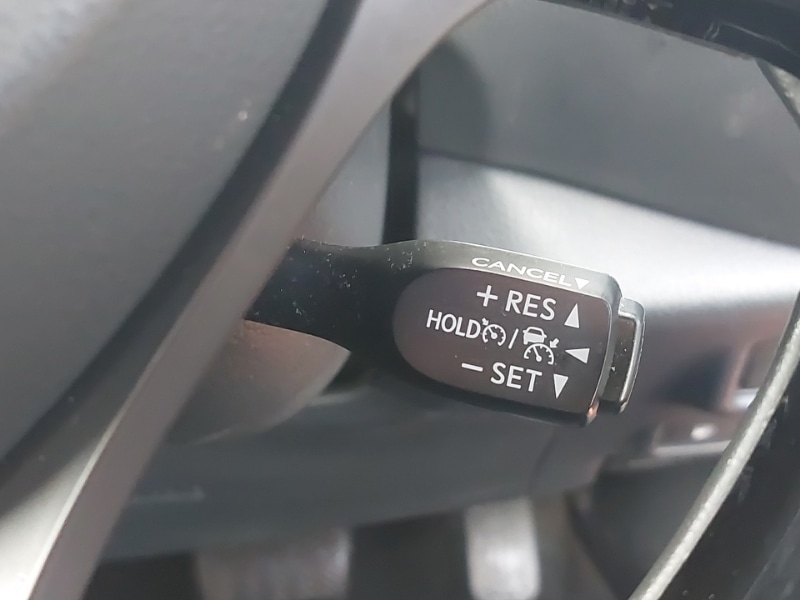 CANCEL▼
+ RES ▲
HOLD /
− SET ▼